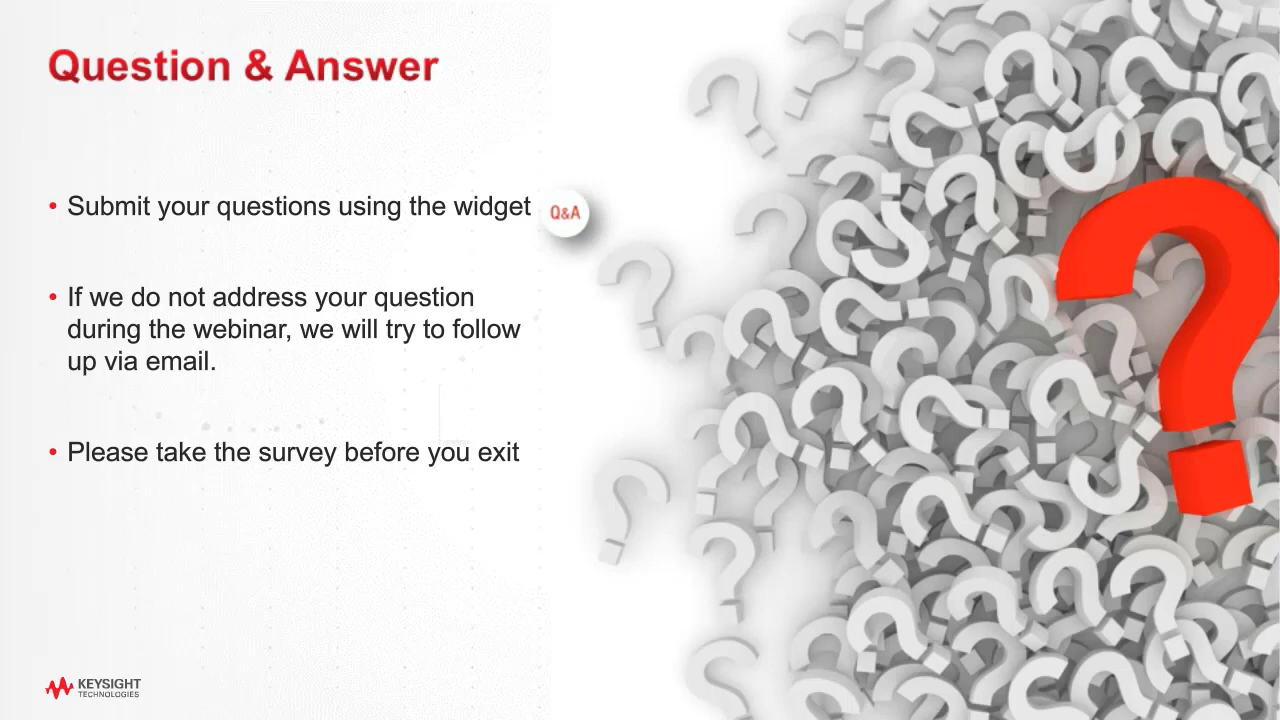 Question & Answer
• Submit your questions using the widget
Q&A
• If we do not address your question
during the webinar, we will try to follow
up via email.
• Please take the survey before you exit
KEYSIGHT
TECHNOLOGIES